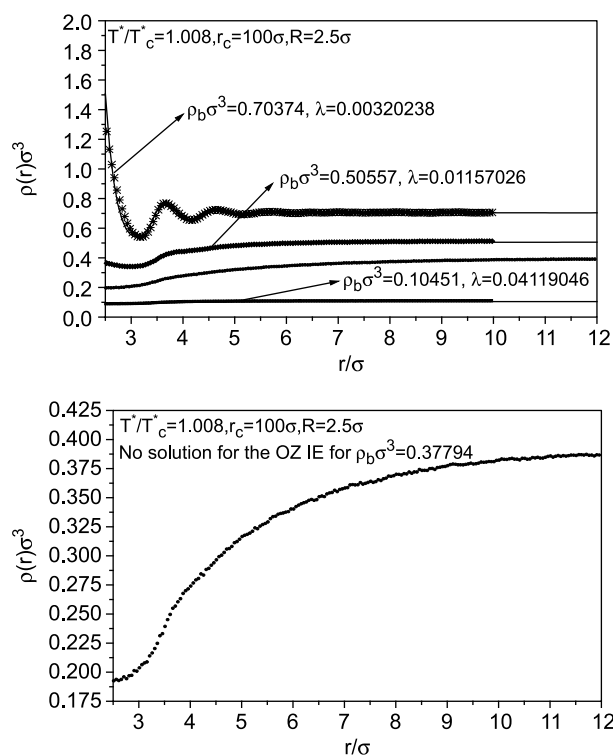 T*/T*c=1.008,rc=100σ,R=2.5σ
ρbσ³=0.70374, λ=0.00320238
ρbσ³=0.50557, λ=0.01157026
ρbσ³=0.10451, λ=0.04119046
ρ(r)σ³
2.0
1.8
1.6
1.4
1.2
1.0
0.8
0.6
0.4
0.2
0.0
3 4 5 6 7 8 9 10 11 12
r/σ
T*/T*c=1.008,rc=100σ,R=2.5σ
No solution for the OZ IE for ρbσ³=0.37794
ρ(r)σ³
0.425
0.400
0.375
0.350
0.325
0.300
0.275
0.250
0.225
0.200
0.175
3 4 5 6 7 8 9 10 11 12
r/σ